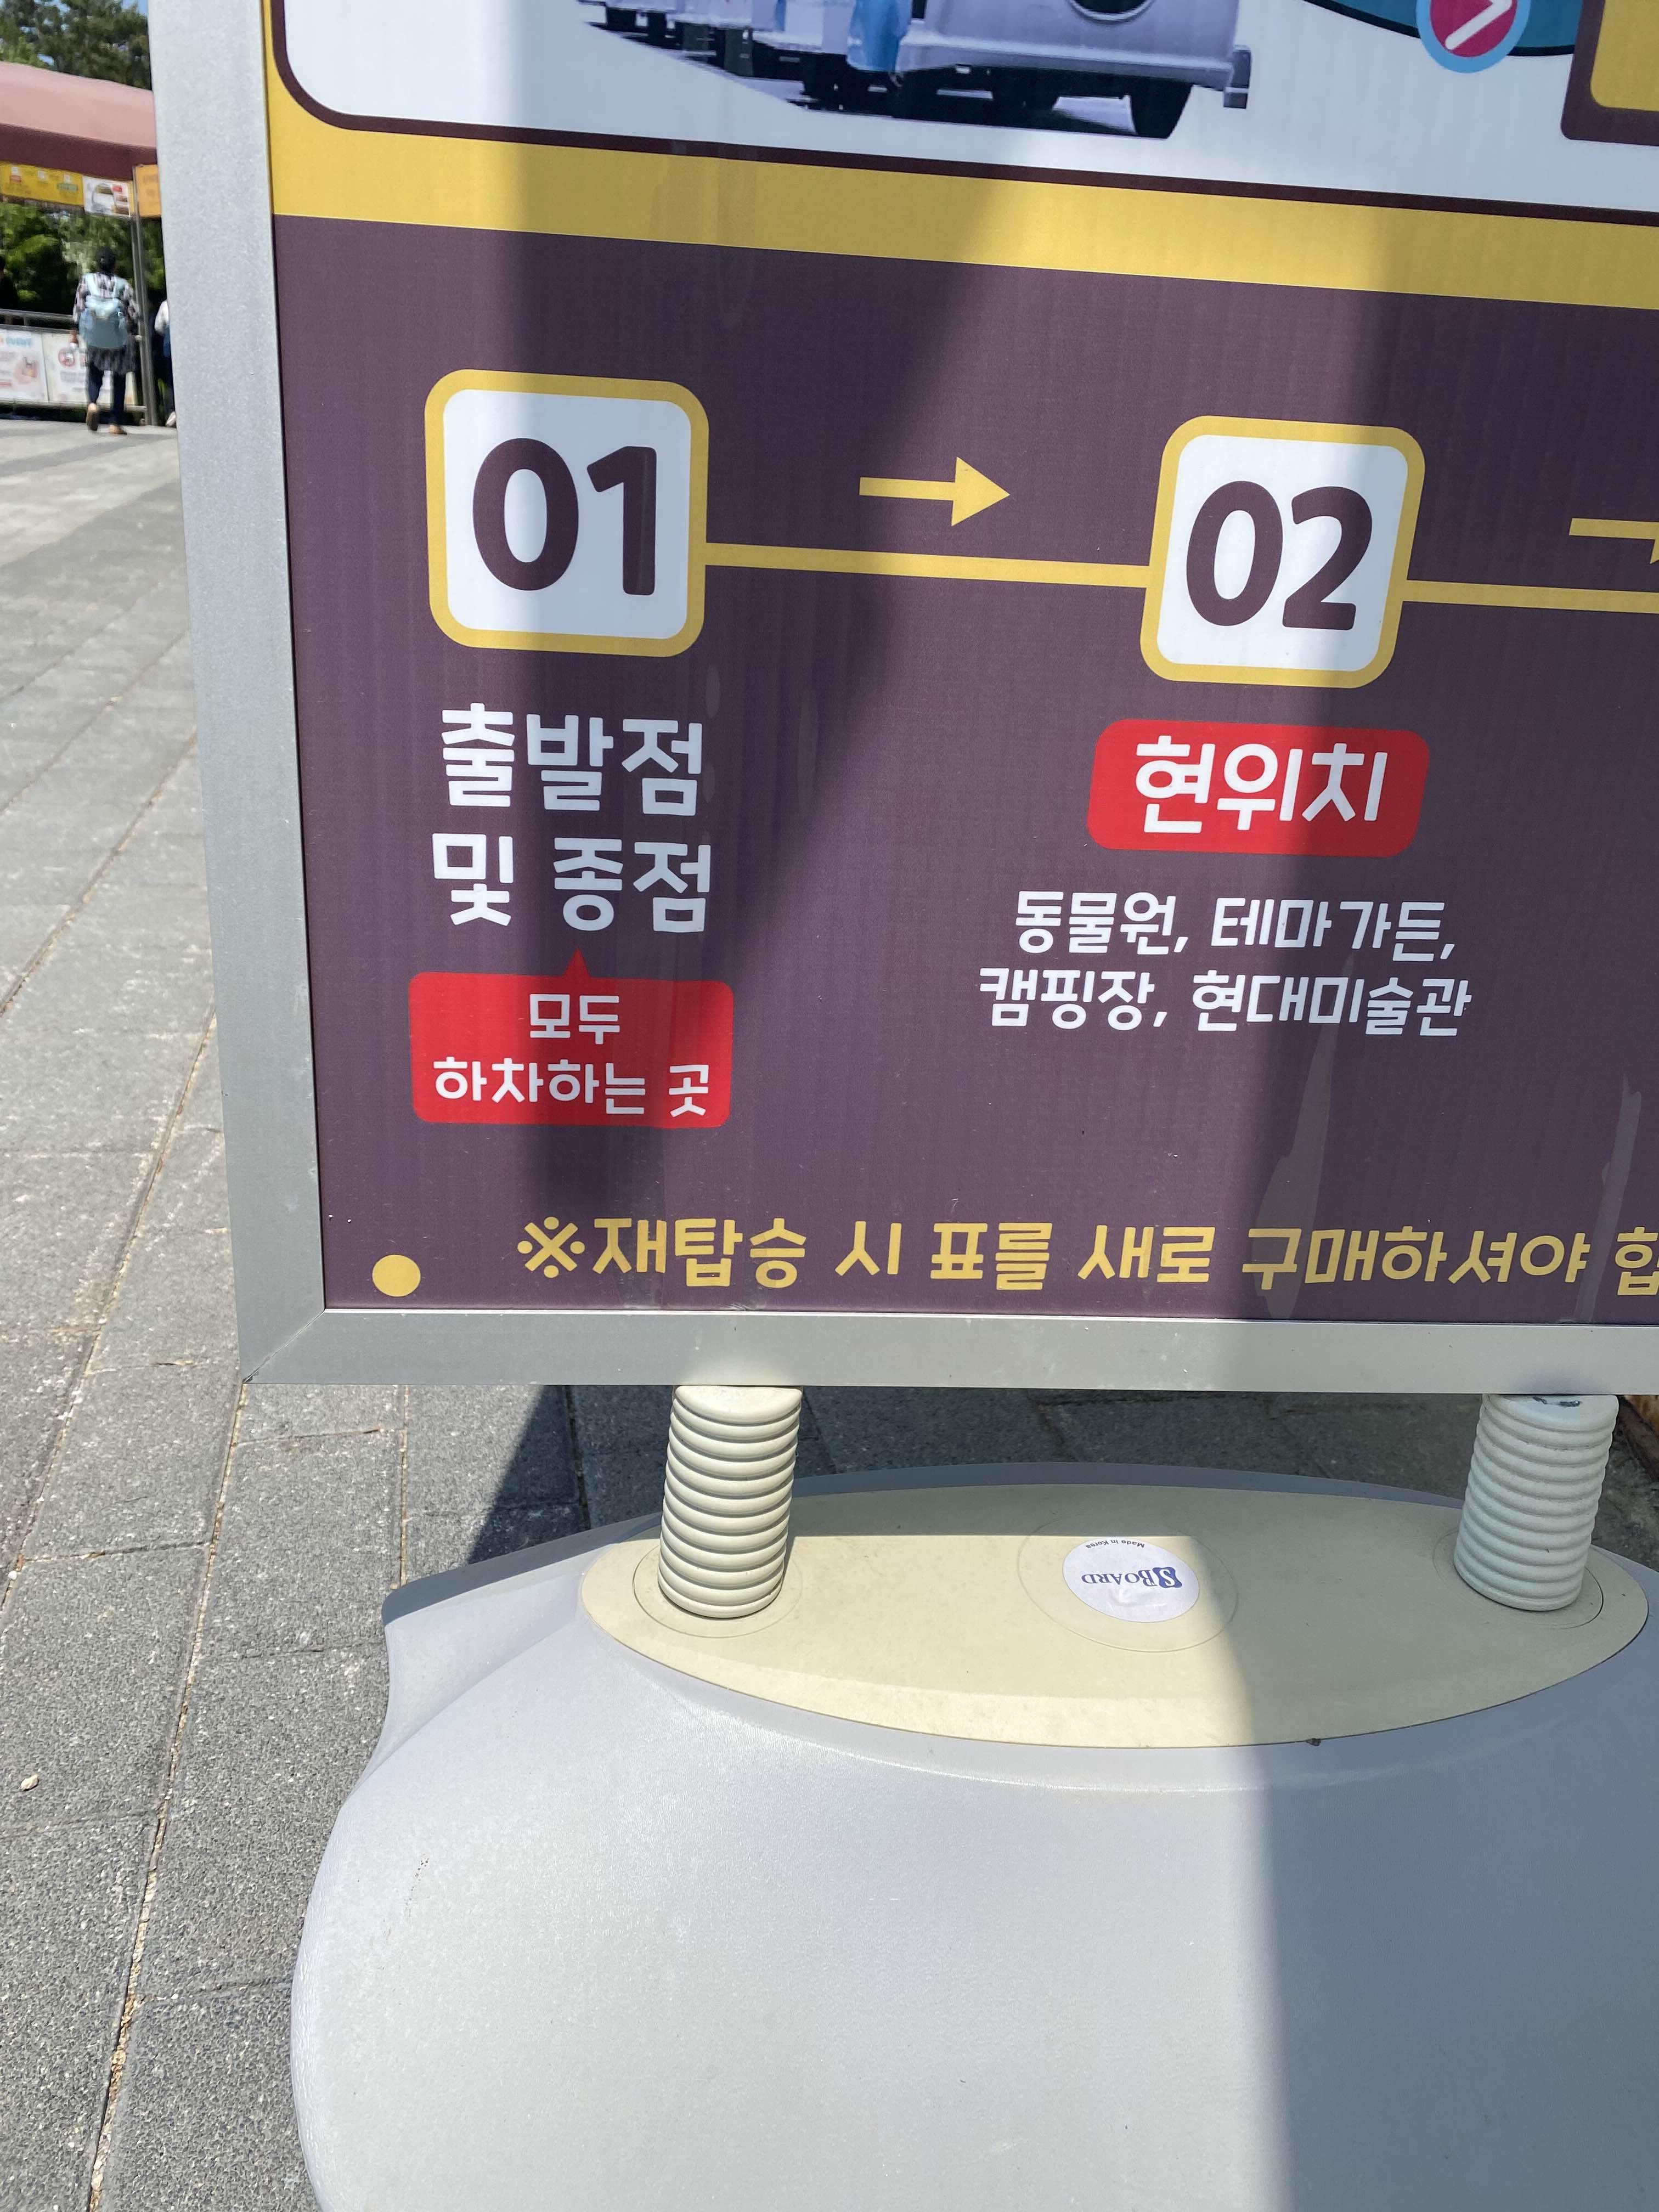 01
02
출발점
및 종점
모두
하차하는 곳
현위치
동물원, 테마가든,
캠핑장, 현대미술관
※재탑승 시 표를 새로 구매하셔야
SBOARD
Made in Korea